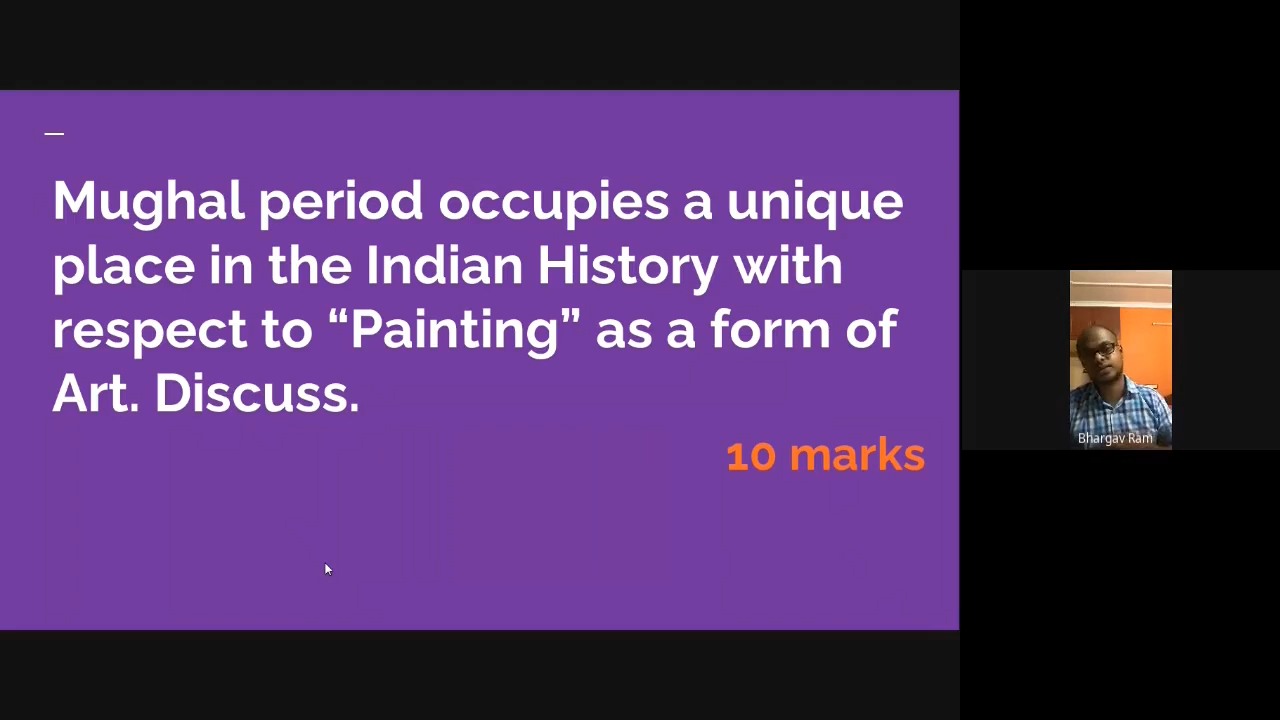 Mughal period occupies a unique
place in the Indian History with
respect to “Painting” as a form of
Art. Discuss.
10 marks
Bhargav Ram